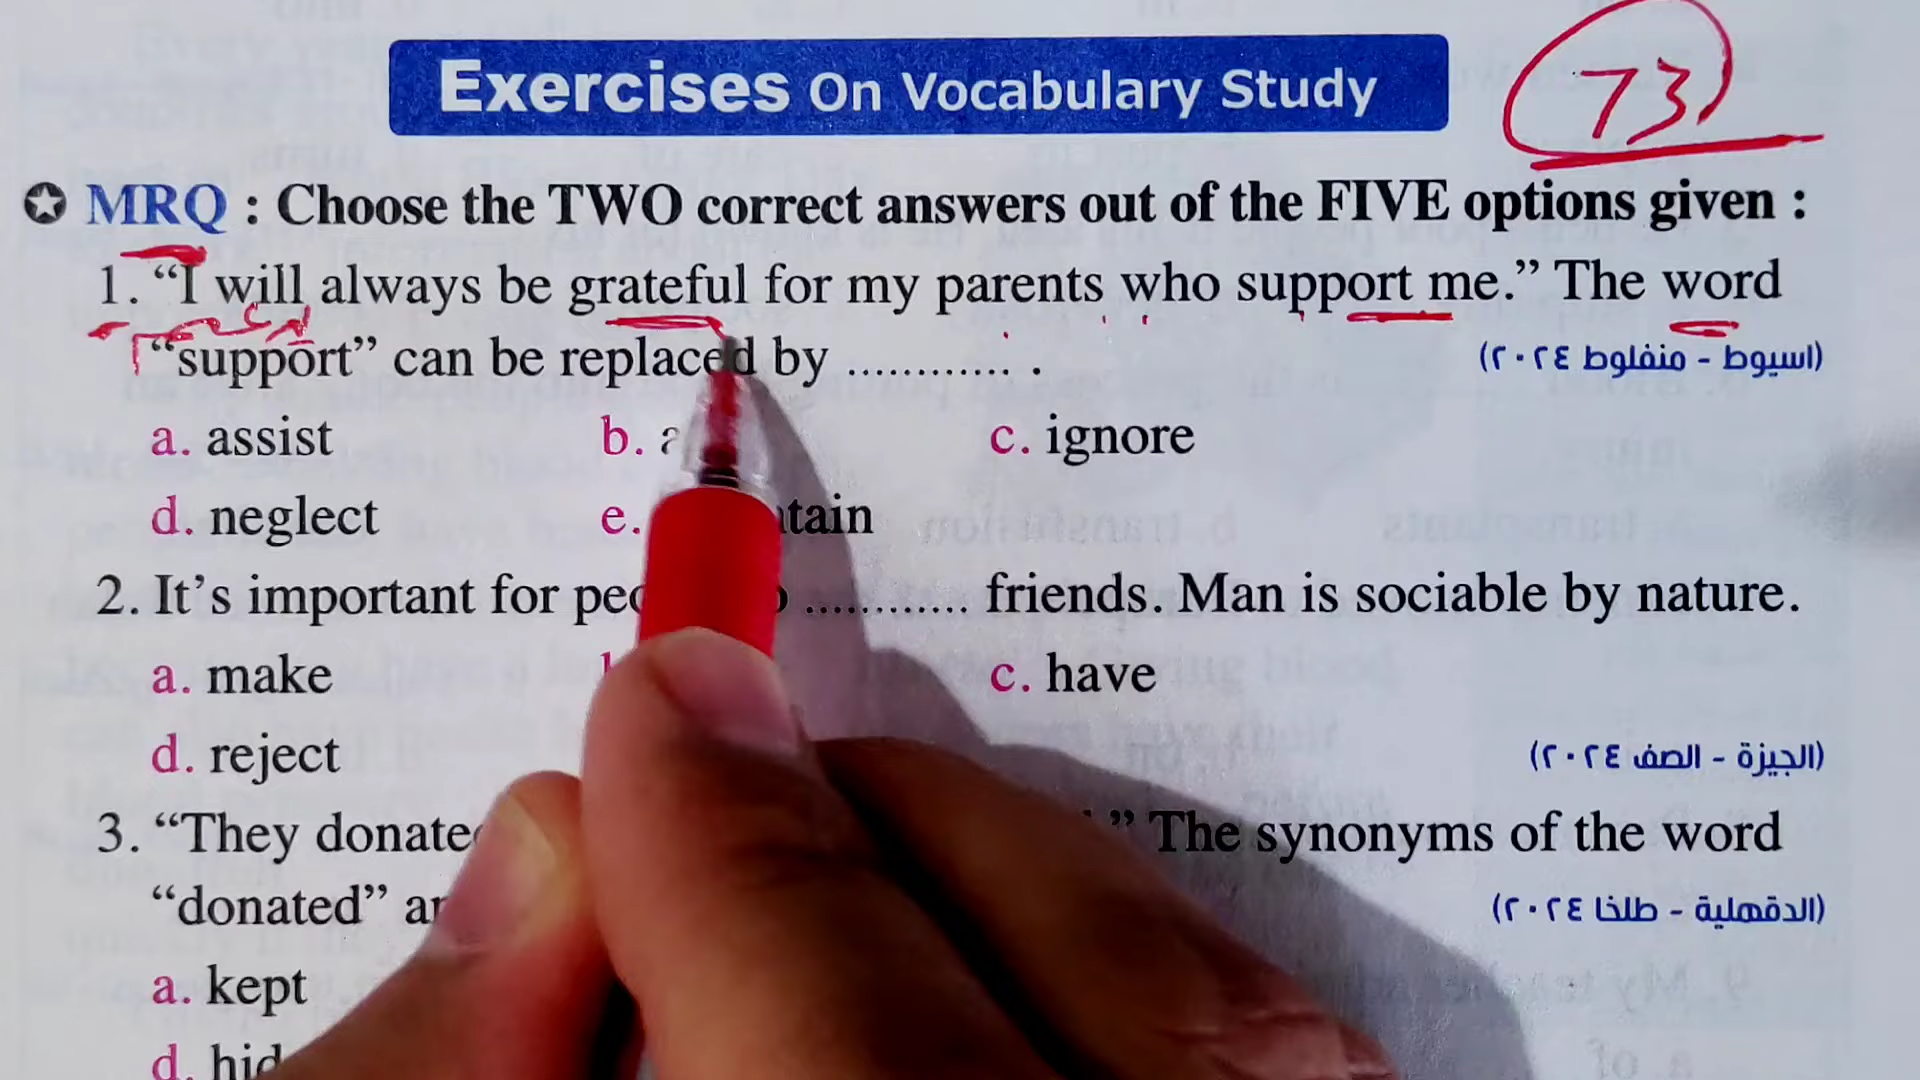 Exercises On Vocabulary Study
73
MRQ : Choose the TWO correct answers out of the FIVE options given :
1. “I will always be grateful for my parents who support me.” The word
“support” can be replaced by ............ .
(اسيوط - منفلوط ٢٠٢٤)
a. assist b. c. ignore
d. neglect e.
2. It’s important for ............ friends. Man is sociable by nature.
a. make c. have
d. reject
(الجيزة - الصف ٢٠٢٤)
3. “They ” The synonyms of the word
“donated”
(الدقهلية - طلخا ٢٠٢٤)
a. kept
d.